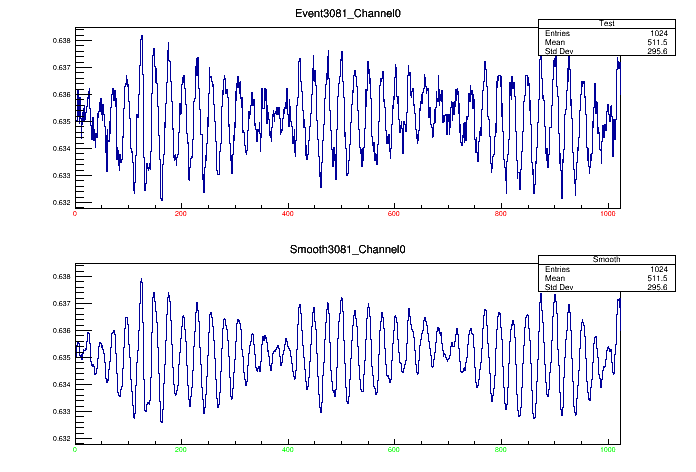 Event3081_Channel0
Test
Entries 1024
Mean 511.5
Std Dev 295.6
0.638
0.637
0.636
0.635
0.634
0.633
0.632
0 200 400 600 800 1000
Smooth3081_Channel0
Smooth
Entries 1024
Mean 511.5
Std Dev 295.6
0.638
0.637
0.636
0.635
0.634
0.633
0.632
0 200 400 600 800 1000